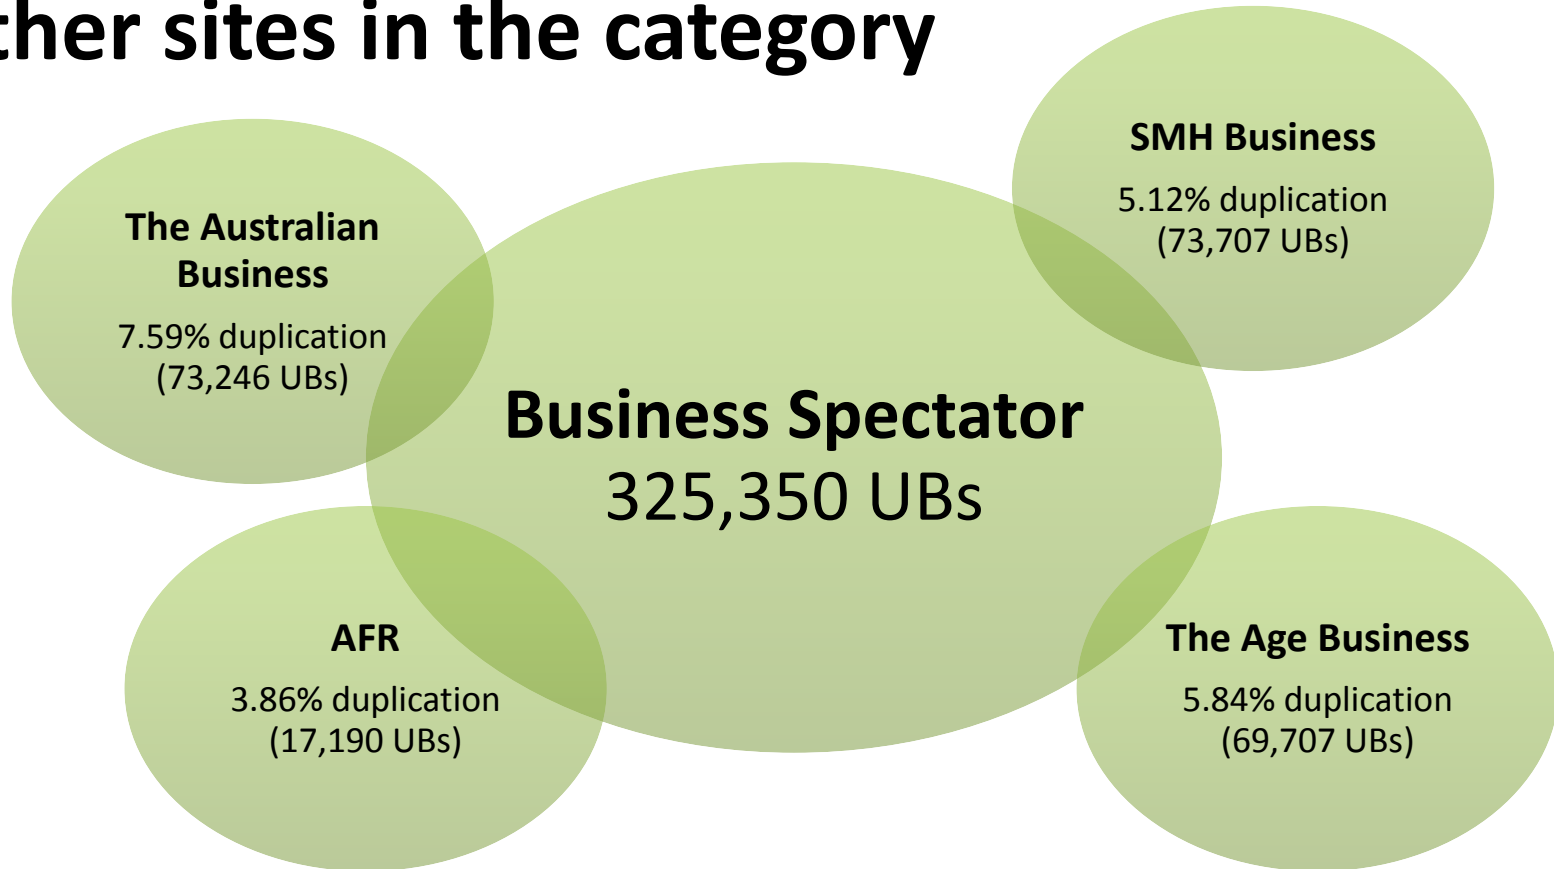 ther sites in the category
SMH Business
5.12% duplication
(73,707 UBs)
The Australian
Business
7.59% duplication
(73,246 UBs)
Business Spectator
325,350 UBs
AFR
3.86% duplication
(17,190 UBs)
The Age Business
5.84% duplication
(69,707 UBs)